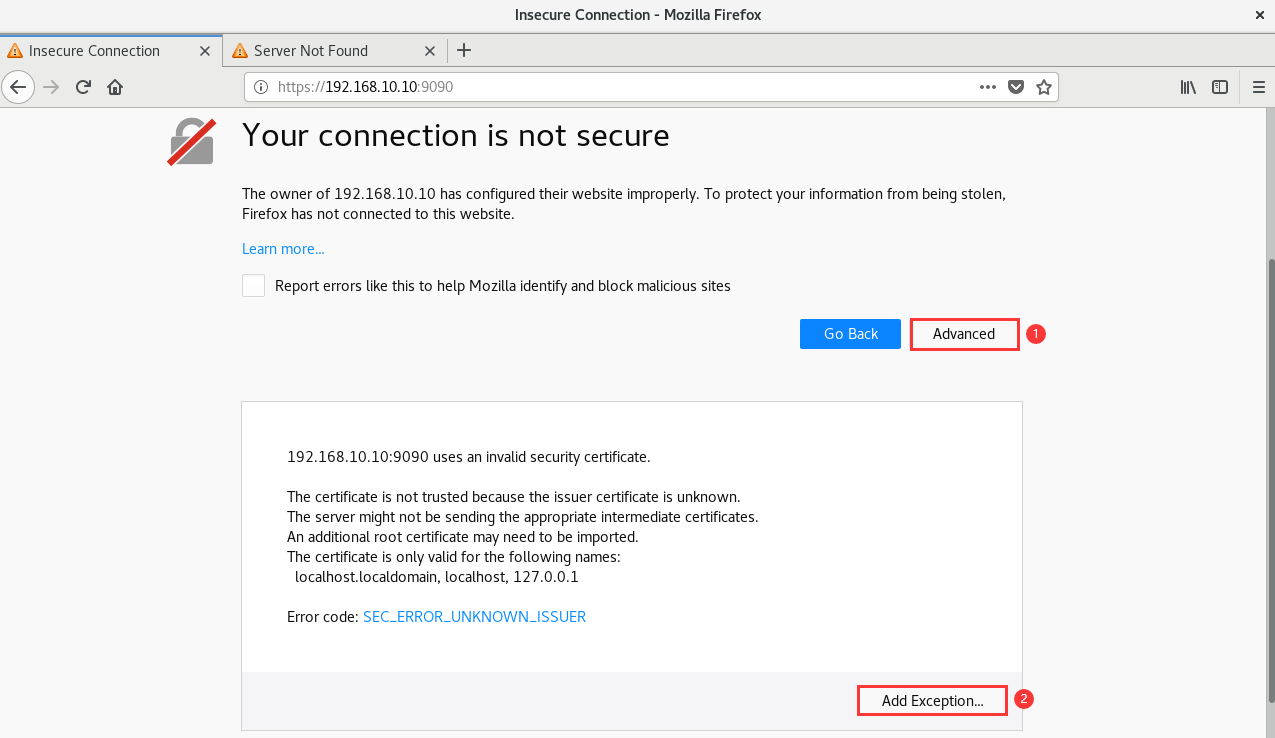 Insecure Connection - Mozilla Firefox
Insecure Connection
Server Not Found
https://192.168.10.10:9090
Your connection is not secure
The owner of 192.168.10.10 has configured their website improperly. To protect your information from being stolen,
Firefox has not connected to this website.
Learn more…
Report errors like this to help Mozilla identify and block malicious sites
Go Back
Advanced
1
192.168.10.10:9090 uses an invalid security certificate.
The certificate is not trusted because the issuer certificate is unknown.
The server might not be sending the appropriate intermediate certificates.
An additional root certificate may need to be imported.
The certificate is only valid for the following names:
localhost.localdomain, localhost, 127.0.0.1
Error code: SEC_ERROR_UNKNOWN_ISSUER
Add Exception…
2